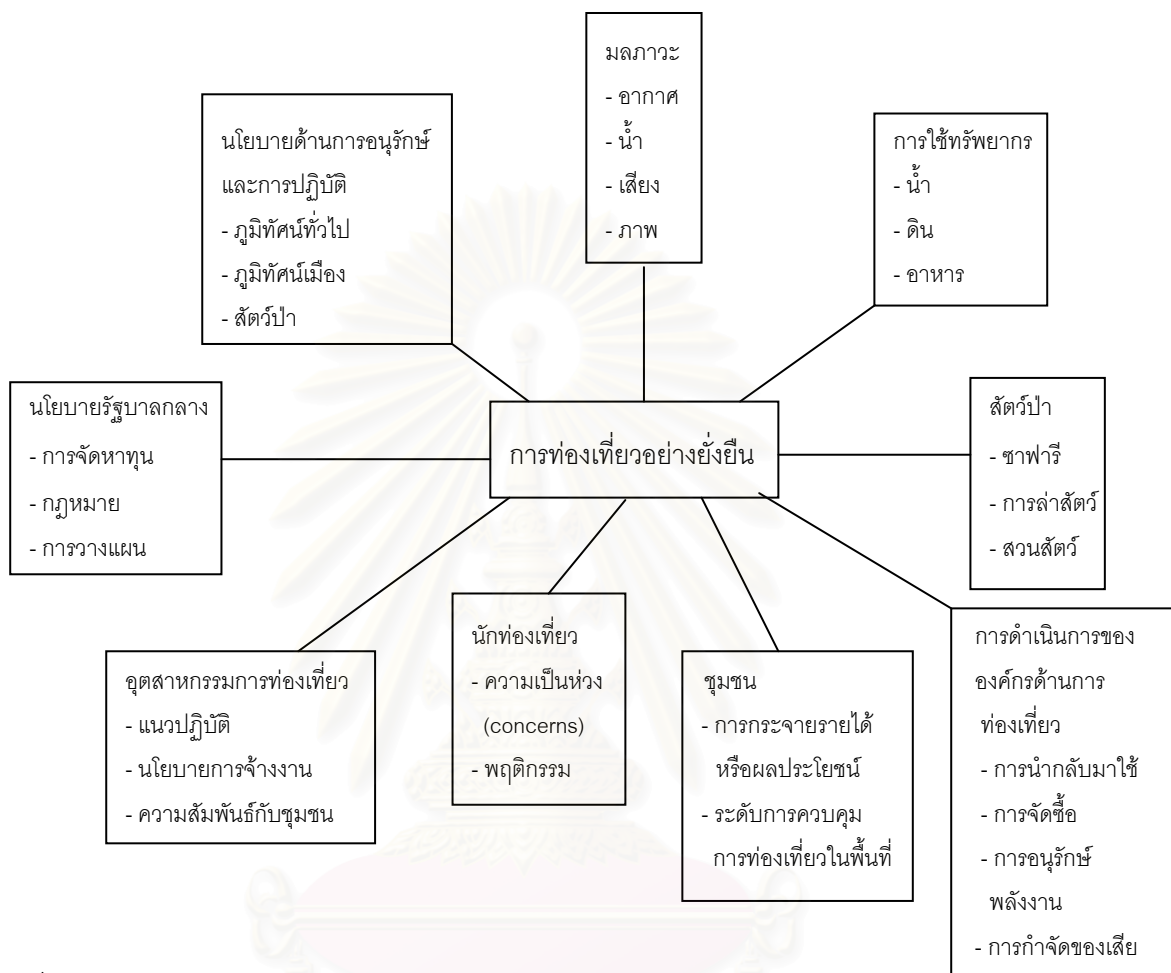 มลภาวะ
- อากาศ
- น้ำ
- เสียง
- ภาพ
นโยบายด้านการอนุรักษ์
และการปฏิบัติ
- ภูมิทัศน์ทั่วไป
- ภูมิทัศน์เมือง
- สัตว์ป่า
การใช้ทรัพยากร
- น้ำ
- ดิน
- อาหาร
นโยบายรัฐบาลกลาง
- การจัดหาทุน
- กฎหมาย
- การวางแผน
การท่องเที่ยวอย่างยั่งยืน
สัตว์ป่า
- ซาฟารี
- การล่าสัตว์
- สวนสัตว์
อุตสาหกรรมการท่องเที่ยว
- แนวปฏิบัติ
- นโยบายการจ้างงาน
- ความสัมพันธ์กับชุมชน
นักท่องเที่ยว
- ความเป็นห่วง
(concerns)
- พฤติกรรม
ชุมชน
- การกระจายรายได้
หรือผลประโยชน์
- ระดับการควบคุม
การท่องเที่ยวในพื้นที่
การดำเนินการของ
องค์กรด้านการ
ท่องเที่ยว
- การนำกลับมาใช้
- การจัดซื้อ
- การอนุรักษ์
พลังงาน
- การกำจัดของเสีย